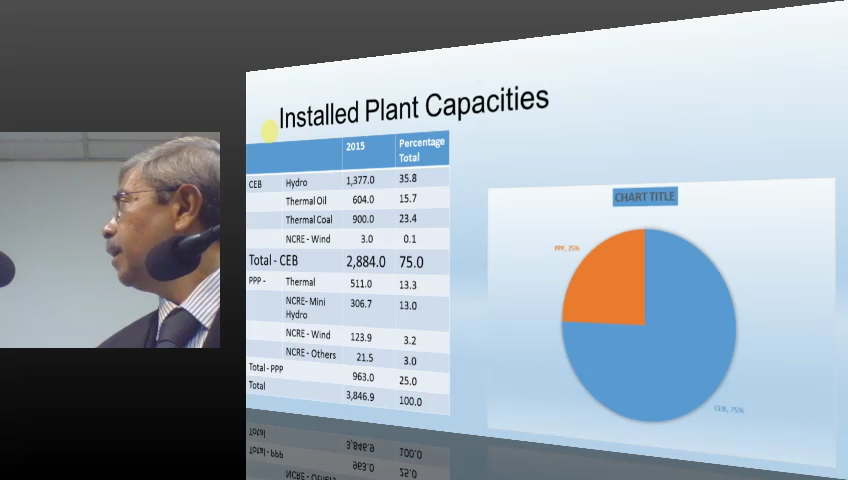 Installed Plant Capacities
2015 Percentage Total
CEB Hydro 1,377.0 35.8
Thermal Oil 604.0 15.7
Thermal Coal 900.0 23.4
NCRE - Wind 3.0 0.1
Total - CEB 2,884.0 75.0
PPP - Thermal 511.0 13.3
NCRE- Mini Hydro 306.7 13.0
NCRE - Wind 123.9 3.2
NCRE - Others 21.5 3.0
Total - PPP 963.0 25.0
Total 3,846.9 100.0
CHART TITLE
PPP, 25%
CEB, 75%